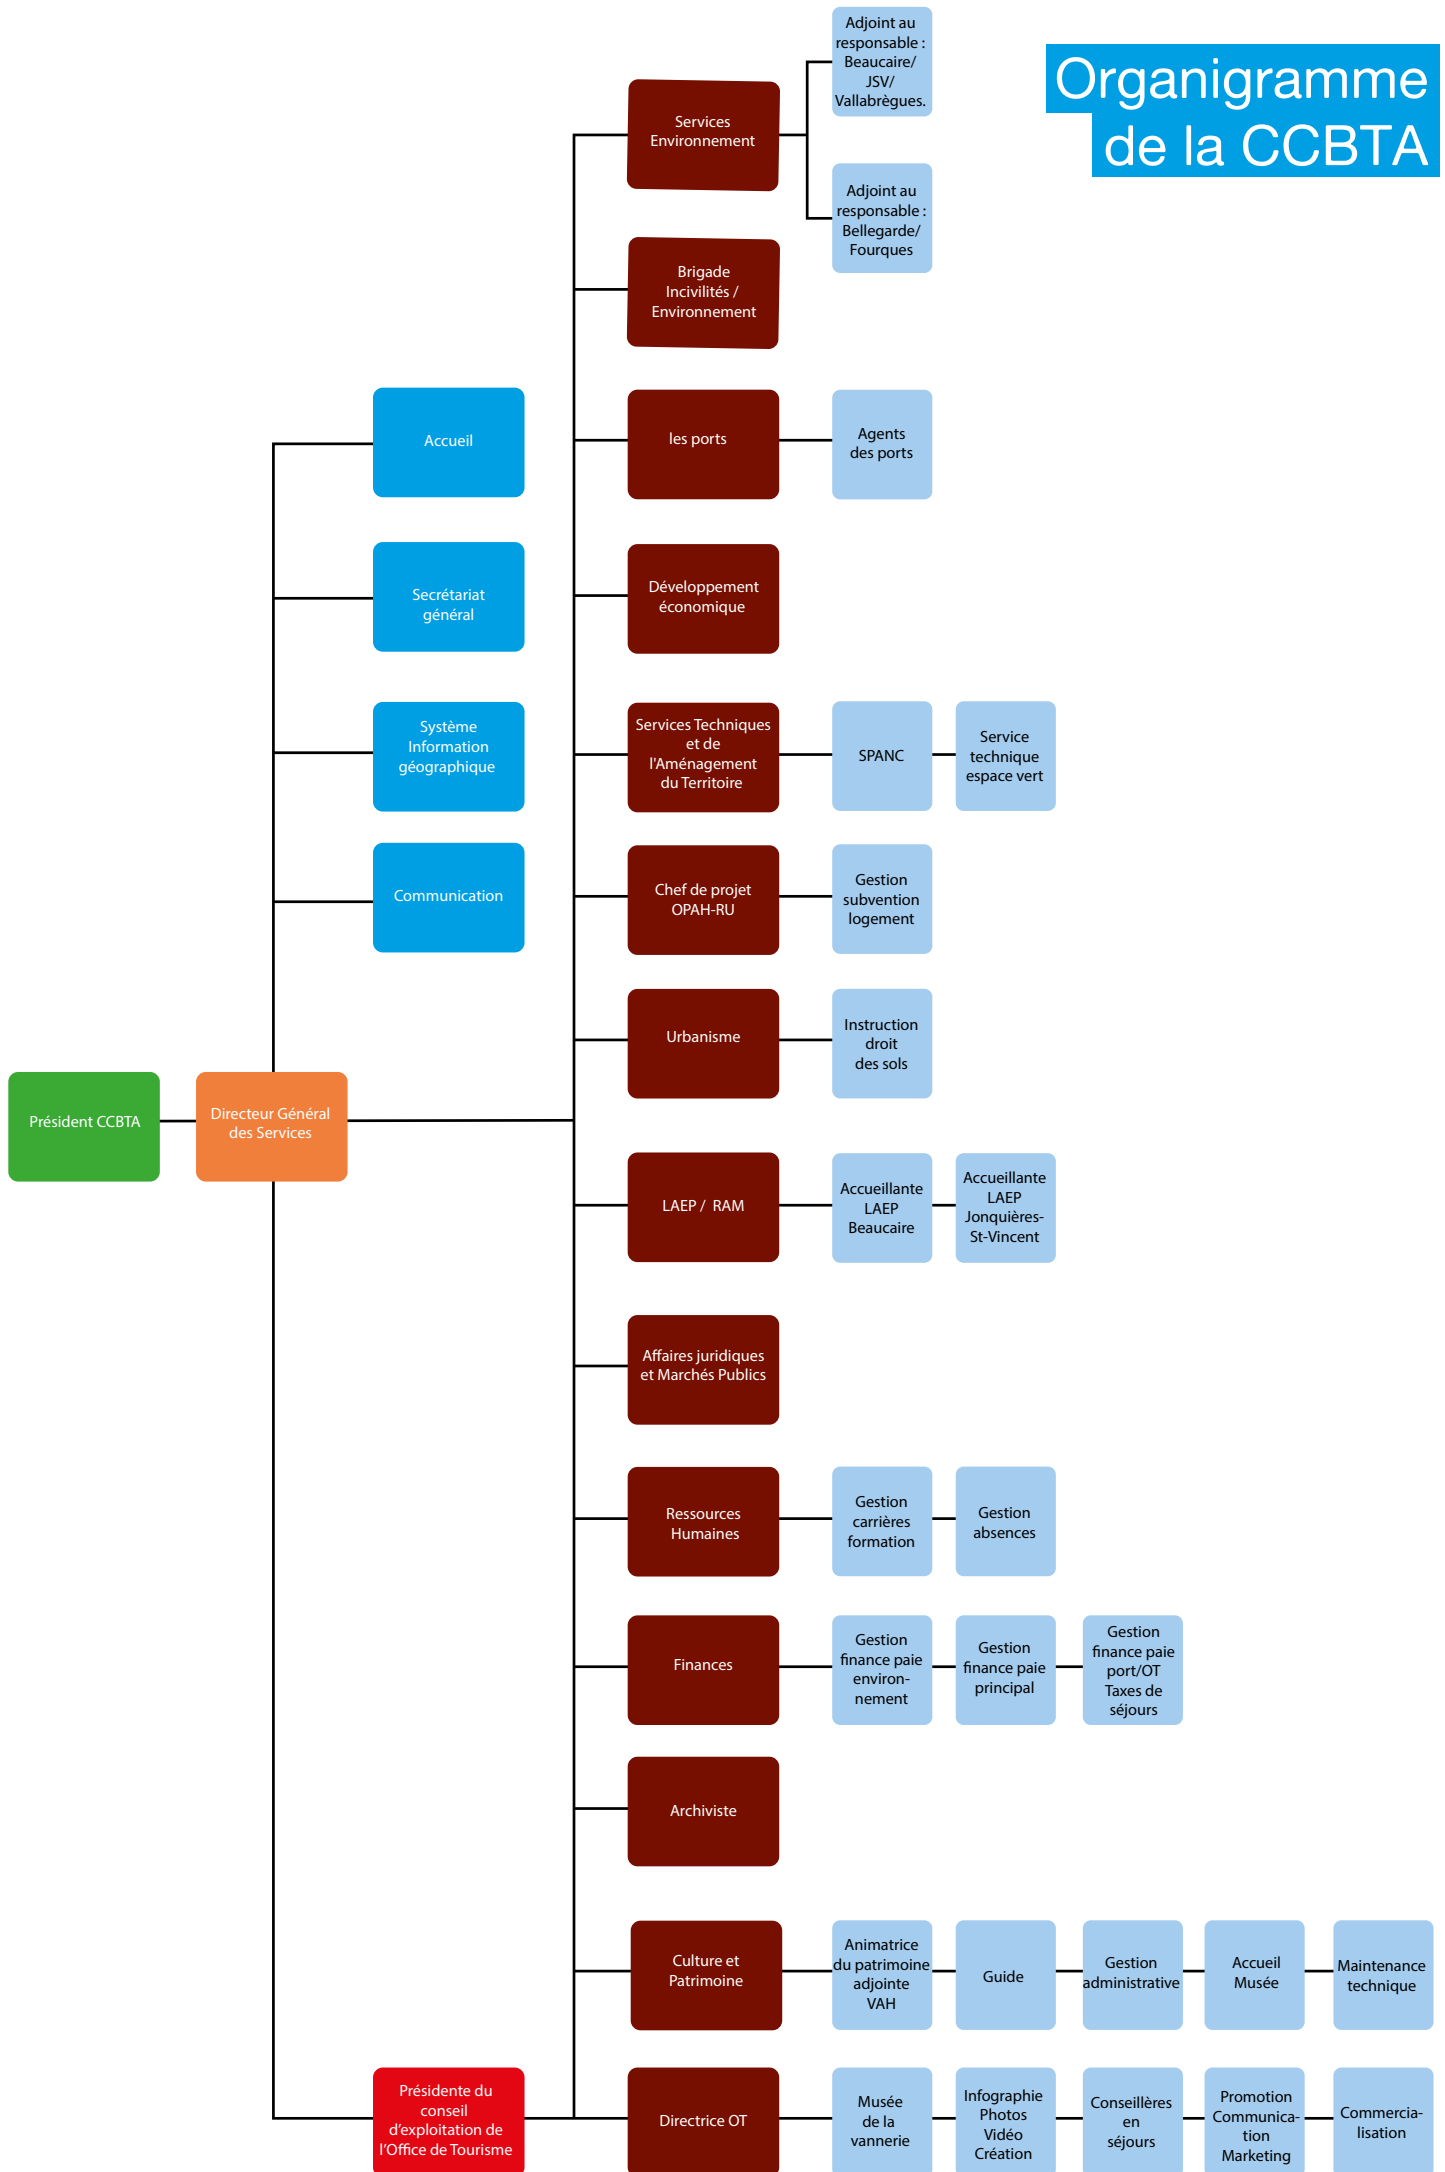 Organigramme
de la CCBTA
Président CCBTA
Directeur Général
des Services
Accueil
Secrétariat
général
Système
Information
géographique
Communication
Présidente du
conseil
d'exploitation de
l'Office de Tourisme
Services
Environnement
Adjoint au
responsable :
Beaucaire/
JSV/
Vallabrègues.
Adjoint au
responsable :
Bellegarde/
Fourques
Brigade
Incivilités /
Environnement
les ports
Agents
des ports
Développement
économique
Services Techniques
et de
l'Aménagement
du Territoire
SPANC
Service
technique
espace vert
Chef de projet
OPAH-RU
Gestion
subvention
logement
Urbanisme
Instruction
droit
des sols
LAEP / RAM
Accueillante
LAEP
Beaucaire
Accueillante
LAEP
Jonquières-
St-Vincent
Affaires juridiques
et Marchés Publics
Ressources
Humaines
Gestion
carrières
formation
Gestion
absences
Finances
Gestion
finance paie
environ-
nement
Gestion
finance paie
principal
Gestion
finance paie
port/OT
Taxes de
séjours
Archiviste
Culture et
Patrimoine
Animatrice
du patrimoine
adjointe
VAH
Guide
Gestion
administrative
Accueil
Musée
Maintenance
technique
Directrice OT
Musée
de la
vannerie
Infographie
Photos
Vidéo
Création
Conseillères
en
séjours
Promotion
Communica-
tion
Marketing
Commercia-
lisation